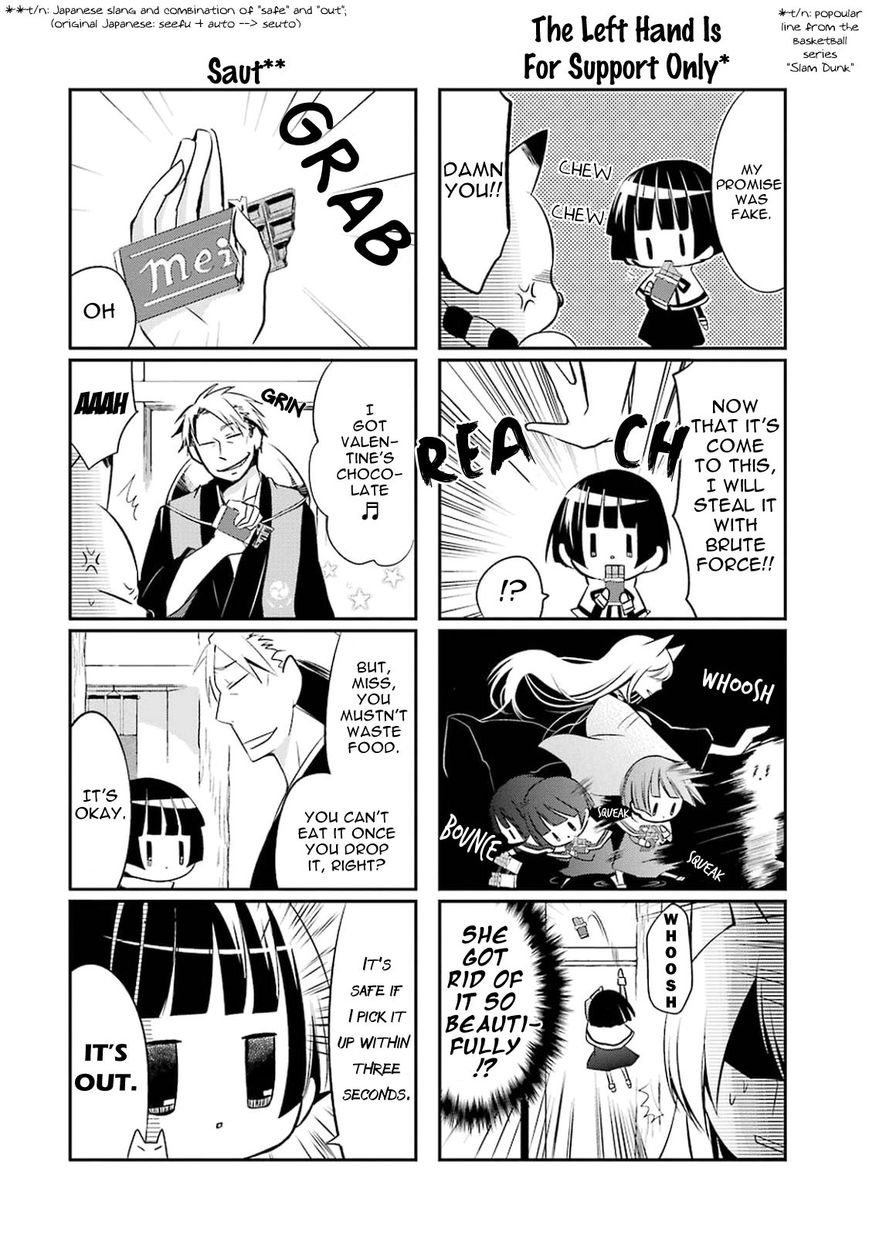 **t/n: Japanese slang and combination of "safe" and "out";
(original Japanese: seefu + auto --> seuto)
*t/n: popoular
line from the
basketball
series
"Slam Dunk"
The Left Hand Is
For Support Only*
MY
PROMISE
WAS
FAKE.
CHEW
CHEW
DAMN
YOU!!
NOW
THAT IT'S
COME
TO THIS,
I WILL
STEAL IT
WITH
BRUTE
FORCE!!
REACH
!?
WHOOSH
SQUEAK
SQUEAK
BOUNCE
WHOOSH
SHE
GOT
RID OF
IT SO
BEAUTI-
FULLY
!?
Saut**
GRAB
mei
OH
I
GOT
VALEN-
TINE'S
CHOCO-
LATE
♬
GRIN
AAAH
BUT,
MISS,
YOU
MUSTN'T
WASTE
FOOD.
YOU CAN'T
EAT IT ONCE
YOU DROP
IT, RIGHT?
IT'S
OKAY.
IT'S
SAFE IF
I PICK IT
UP WITHIN
THREE
SECONDS.
IT'S
OUT.